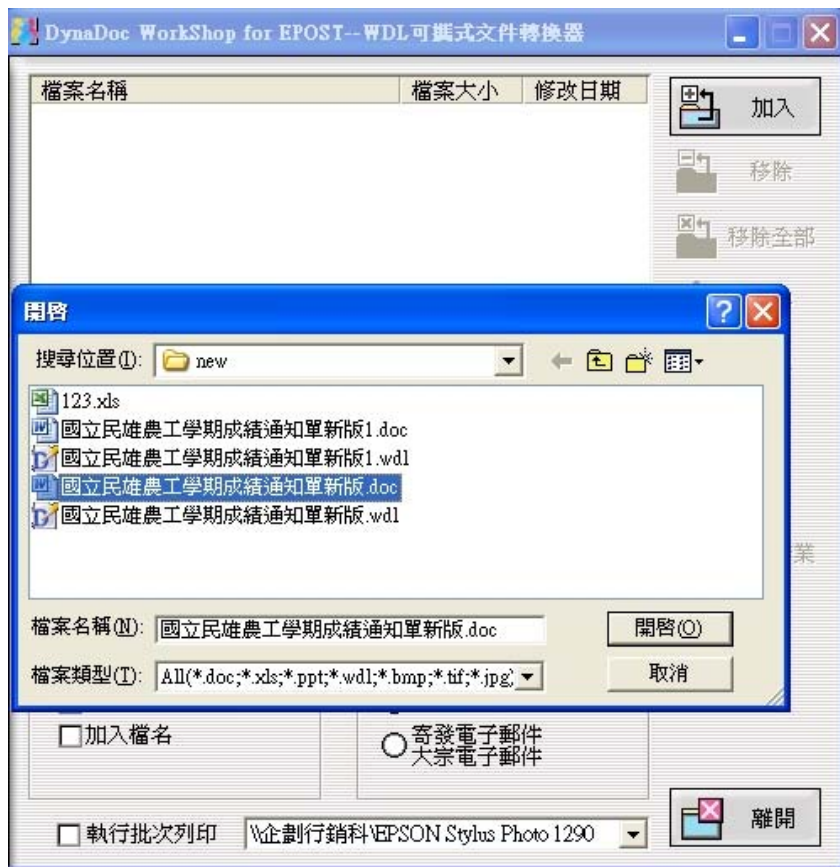 DynaDoc WorkShop for EPOST--WDL可攜式文件轉換器
檔案名稱 檔案大小 修改日期
加入
移除
移除全部
開啓
搜尋位置(I): new
123.xls
國立民雄農工學期成績通知單新版1.doc
國立民雄農工學期成績通知單新版1.wdl
國立民雄農工學期成績通知單新版.doc
國立民雄農工學期成績通知單新版.wdl
業
檔案名稱(N): 國立民雄農工學期成績通知單新版.doc 開啓(O)
檔案類型(T): All(*.doc;*.xls;*.ppt;*.wdl;*.bmp;*.tif;*.jpg) 取消
加入檔名
寄發電子郵件
大宗電子郵件
執行批次列印 \\企劃行銷科\EPSON Stylus Photo 1290 離開